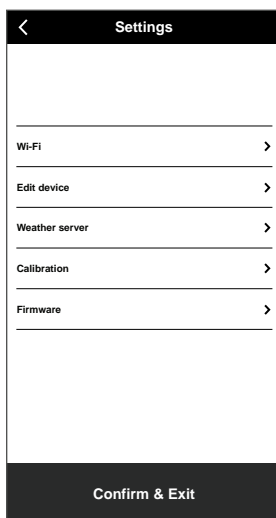 Settings
Wi-Fi
Edit device
Weather server
Calibration
Firmware
Confirm & Exit